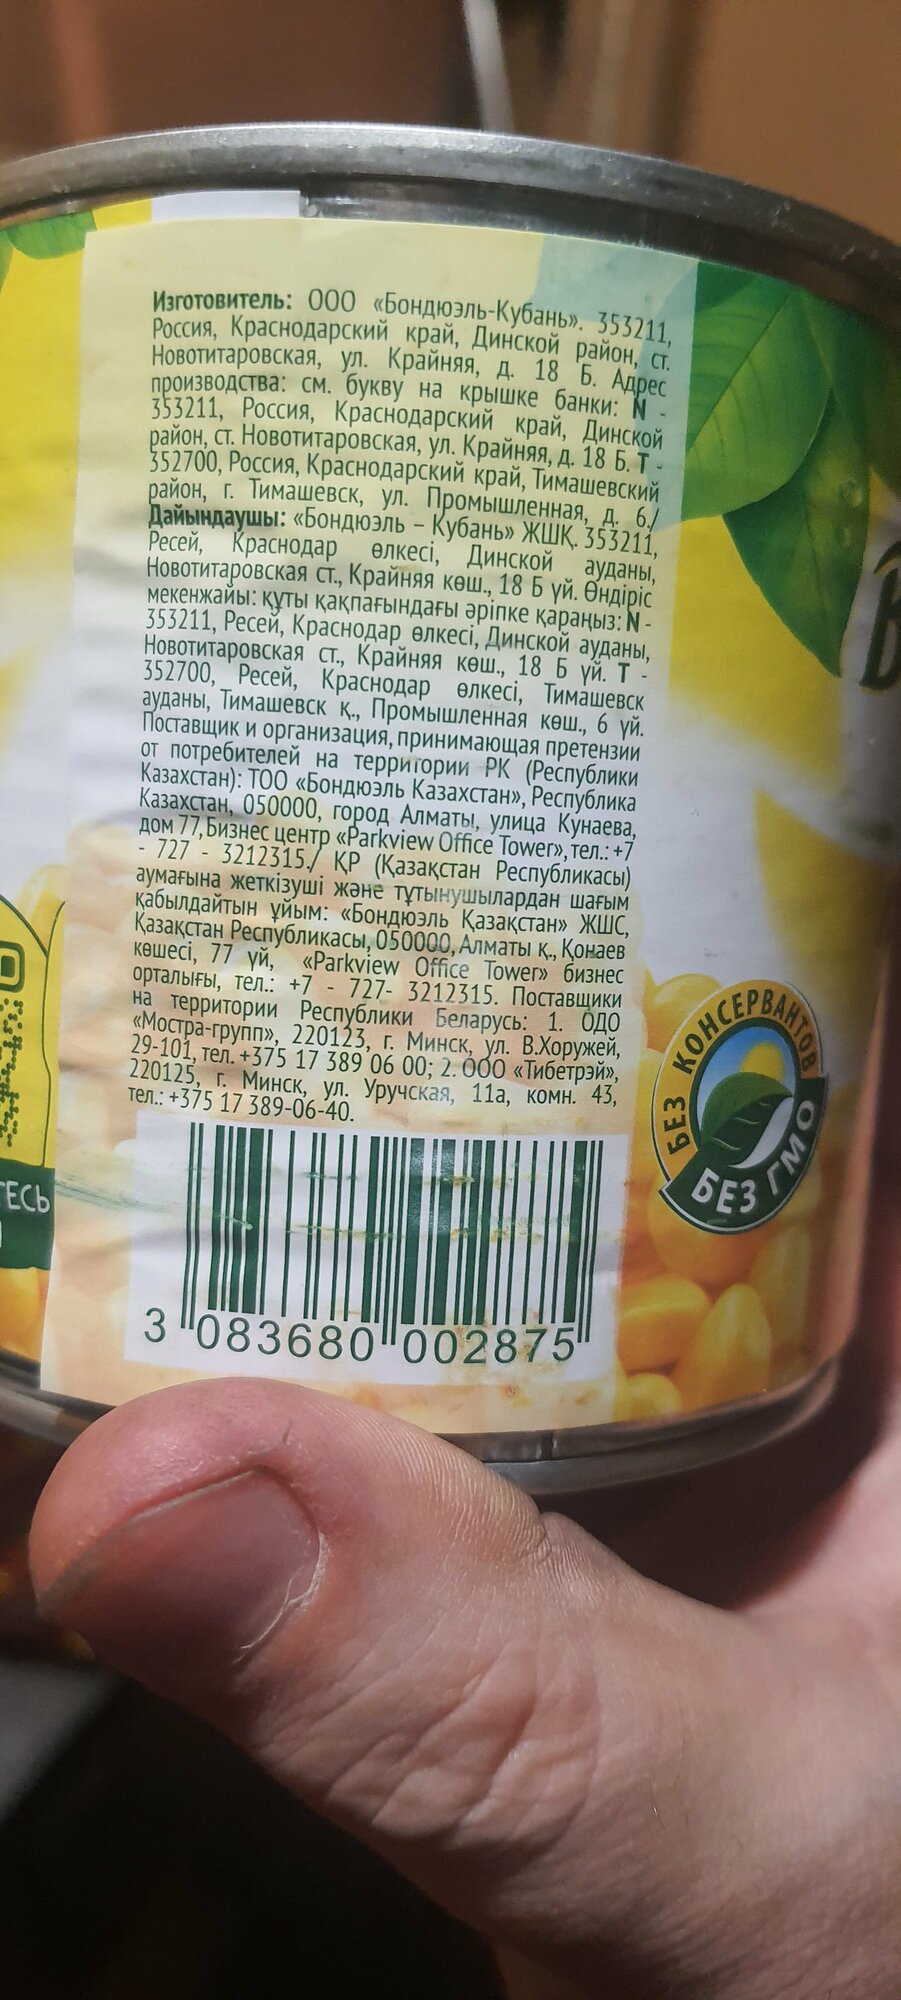 Изготовитель: ООО «Бондюэль-Кубань». 353211,
Россия, Краснодарский край, Динской район, ст.
Новотитаровская, ул. Крайняя, д. 18 Б. Адрес
производства: см. букву на крышке банки: N -
353211, Россия, Краснодарский край, Динской
район, ст. Новотитаровская, ул. Крайняя, д. 18 Б. Т -
352700, Россия, Краснодарский край, Тимашевский
район, г. Тимашевск, ул. Промышленная, д. 6./
Дайындаушы: «Бондюэль – Кубань» ЖШҚ. 353211,
Ресей, Краснодар өлкесі, Динской ауданы,
Новотитаровская ст., Крайняя көш., 18 Б үй. Өндіріс
мекенжайы: құты қақпағындағы әріпке қараңыз: N -
353211, Ресей, Краснодар өлкесі, Динской ауданы,
Новотитаровская ст., Крайняя көш., 18 Б үй. Т -
352700, Ресей, Краснодар өлкесі, Тимашевск
ауданы, Тимашевск қ., Промышленная көш., 6 үй.
Поставщик и организация, принимающая претензии
от потребителей на территории РК (Республики
Казахстан): ТОО «Бондюэль Казахстан», Республика
Казахстан, 050000, город Алматы, улица Кунаева,
дом 77, Бизнес центр «Parkview Office Tower», тел.: +7
- 727 - 3212315./ ҚР (Қазақстан Республикасы)
аумағына жеткізуші және тұтынушылардан шағым
қабылдайтын ұйым: «Бондюэль Қазақстан» ЖШС,
Қазақстан Республикасы, 050000, Алматы қ., Қонаев
көшесі, 77 үй, «Parkview Office Tower» бизнес
орталығы, тел.: +7 - 727- 3212315. Поставщики
на территории Республики Беларусь: 1. ОДО
«Мостра-групп», 220123, г. Минск, ул. В.Хоружей,
29-101, тел. +375 17 389 06 00; 2. ООО «Тибетрэй»,
220125, г. Минск, ул. Уручская, 11а, комн. 43,
тел.: +375 17 389-06-40.
3 083680 002875
БЕЗ КОНСЕРВАНТОВ
БЕЗ ГМО
ТЕСЬ